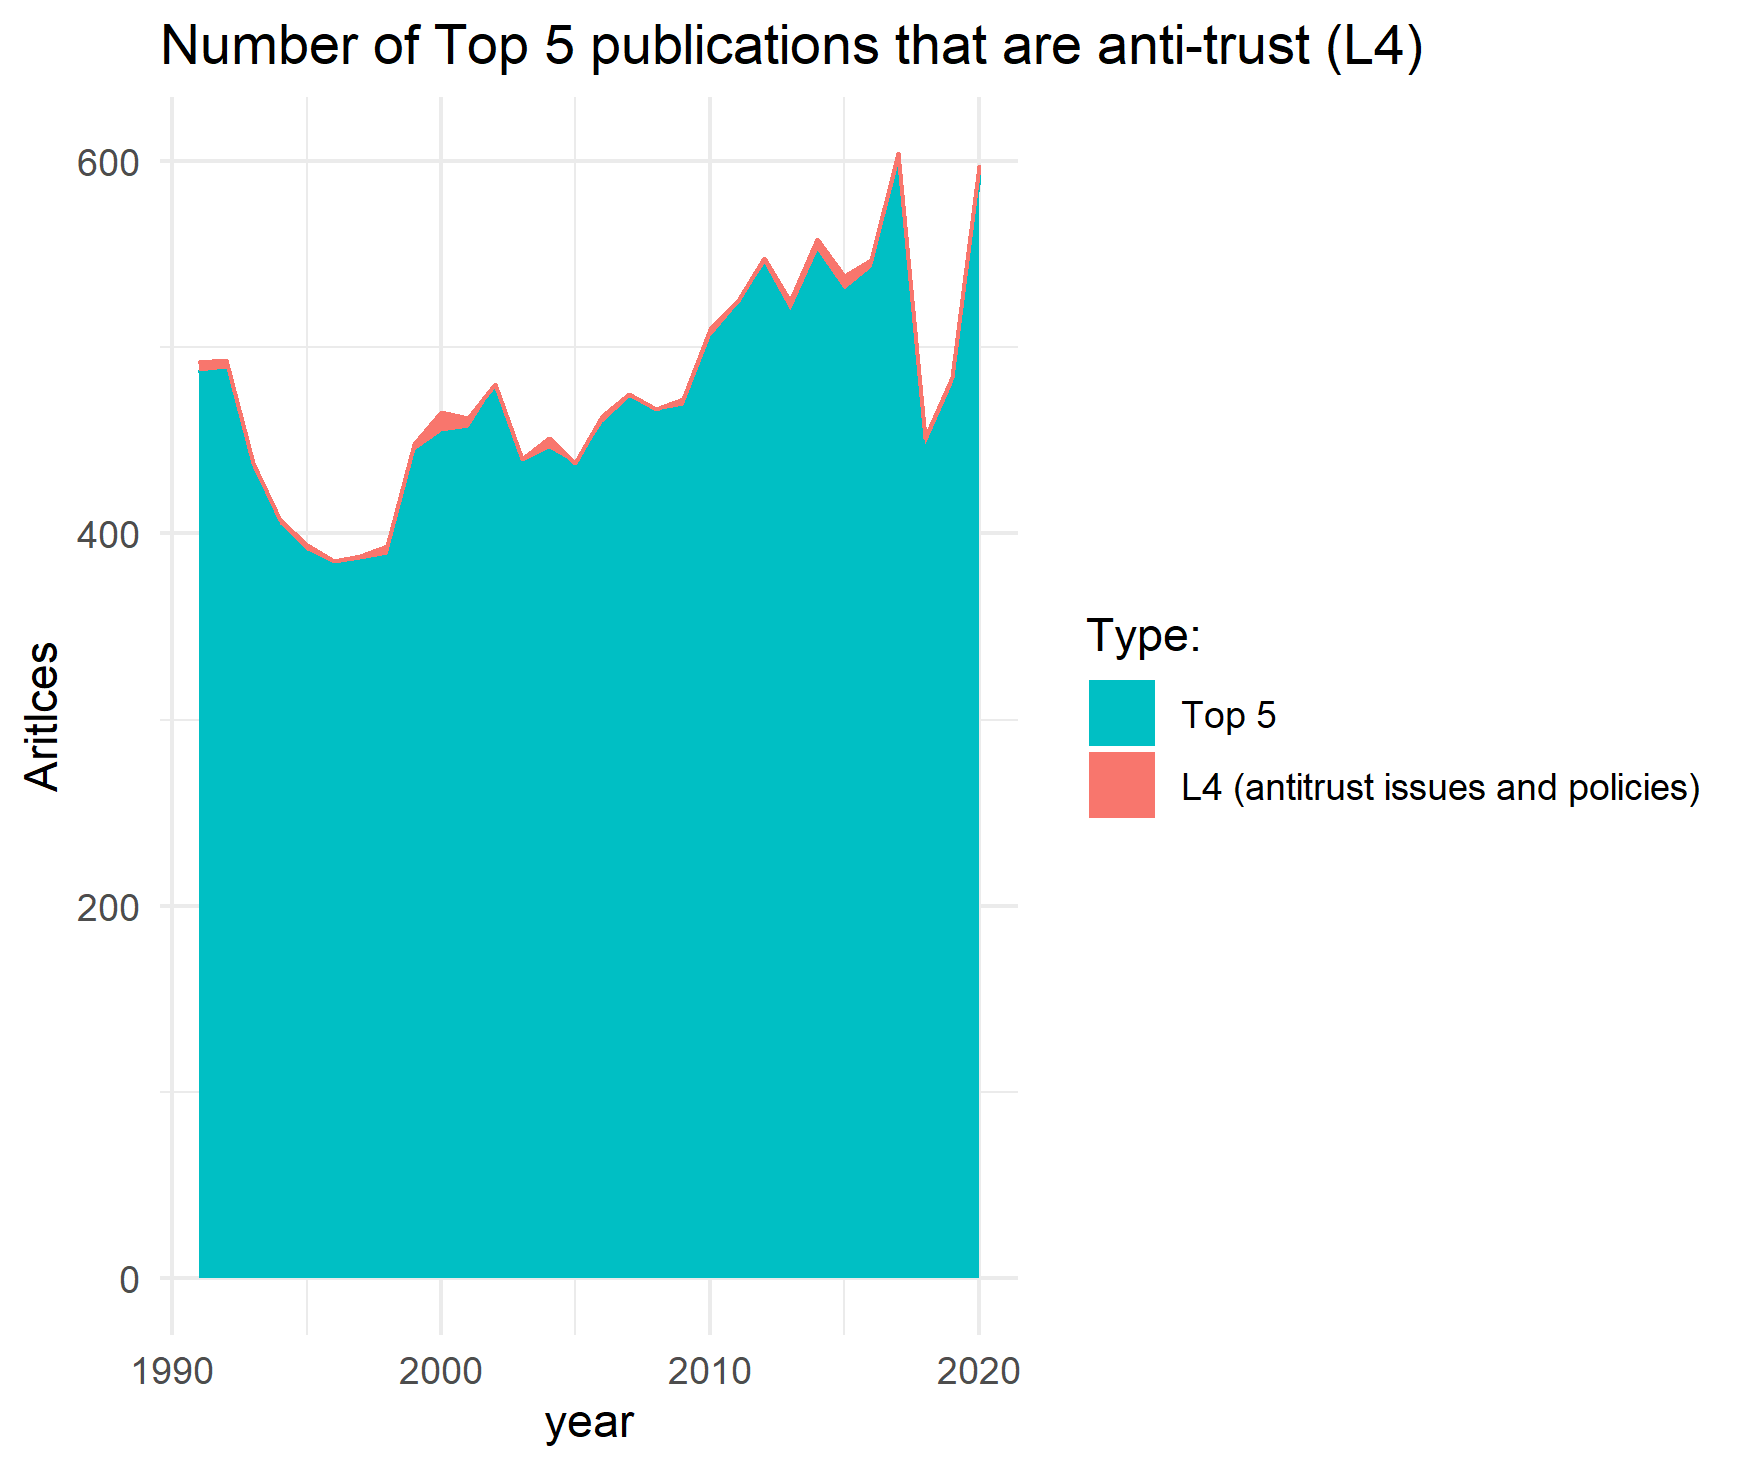 Number of Top 5 publications that are anti-trust (L4)
600
400
200
0
Aritlces
1990 2000 2010 2020
year
Type:
Top 5
L4 (antitrust issues and policies)